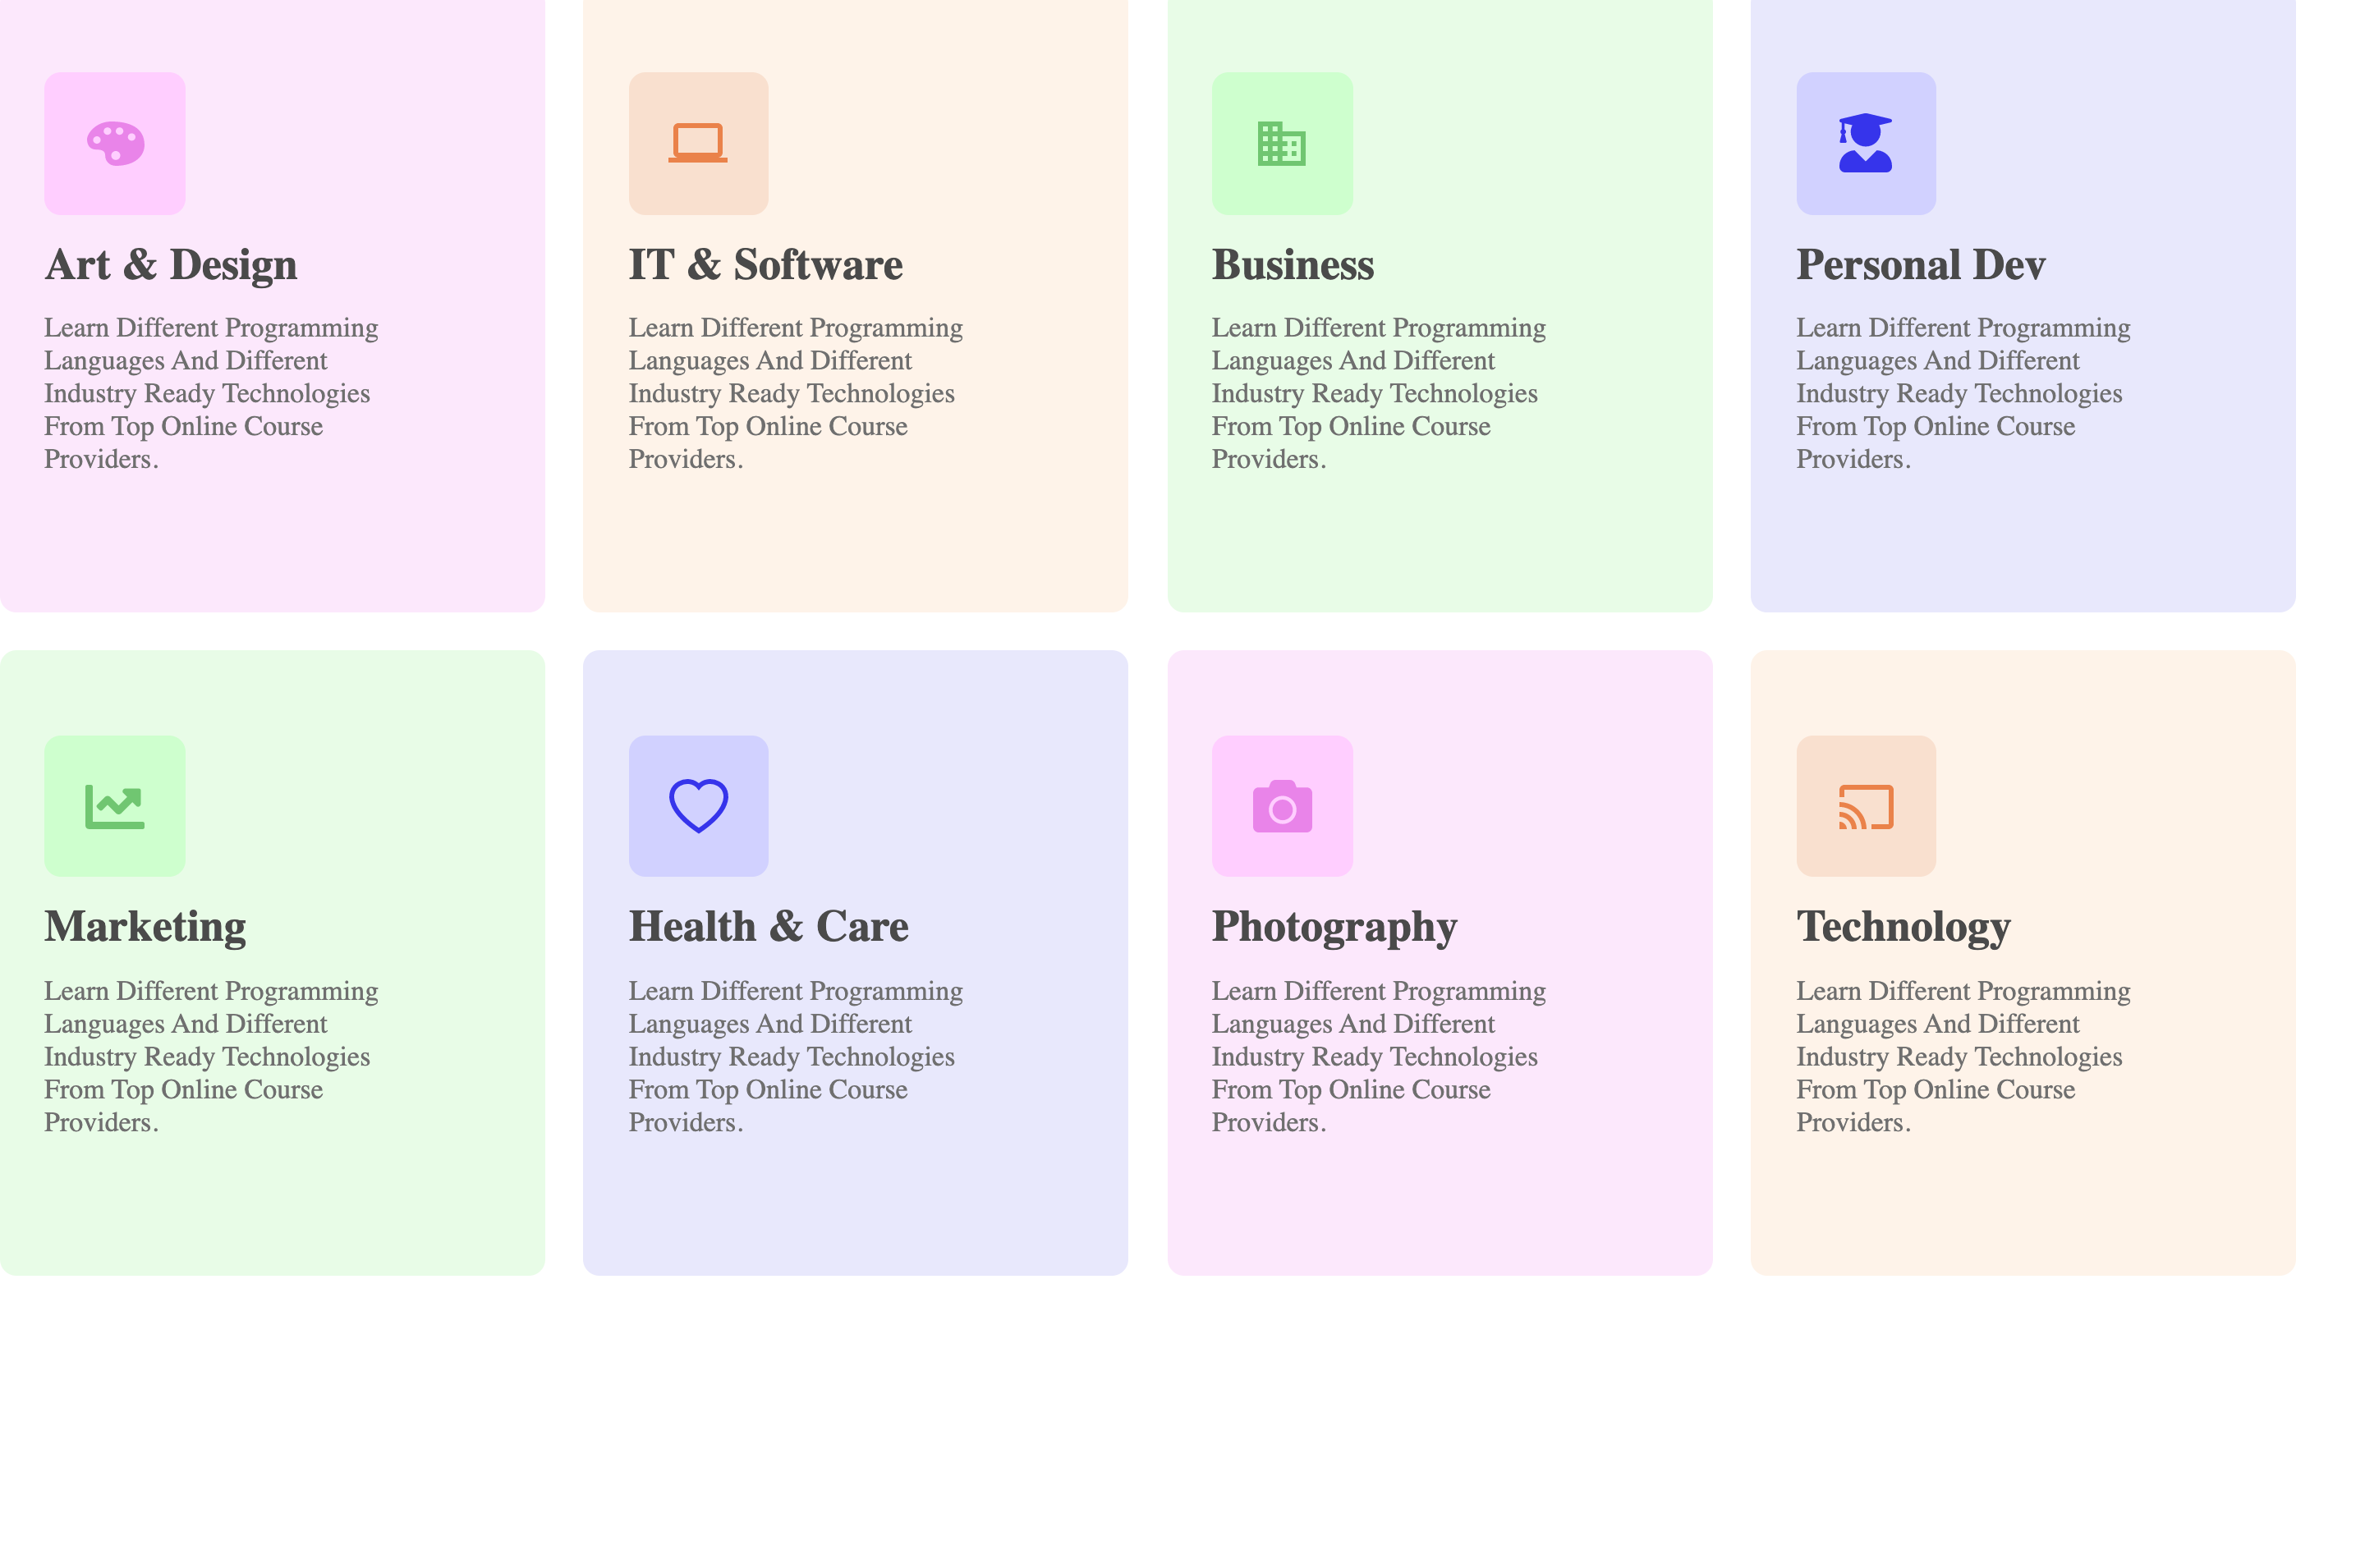 Art & Design
Learn Different Programming
Languages And Different
Industry Ready Technologies
From Top Online Course
Providers.
IT & Software
Learn Different Programming
Languages And Different
Industry Ready Technologies
From Top Online Course
Providers.
Business
Learn Different Programming
Languages And Different
Industry Ready Technologies
From Top Online Course
Providers.
Personal Dev
Learn Different Programming
Languages And Different
Industry Ready Technologies
From Top Online Course
Providers.
Marketing
Learn Different Programming
Languages And Different
Industry Ready Technologies
From Top Online Course
Providers.
Health & Care
Learn Different Programming
Languages And Different
Industry Ready Technologies
From Top Online Course
Providers.
Photography
Learn Different Programming
Languages And Different
Industry Ready Technologies
From Top Online Course
Providers.
Technology
Learn Different Programming
Languages And Different
Industry Ready Technologies
From Top Online Course
Providers.